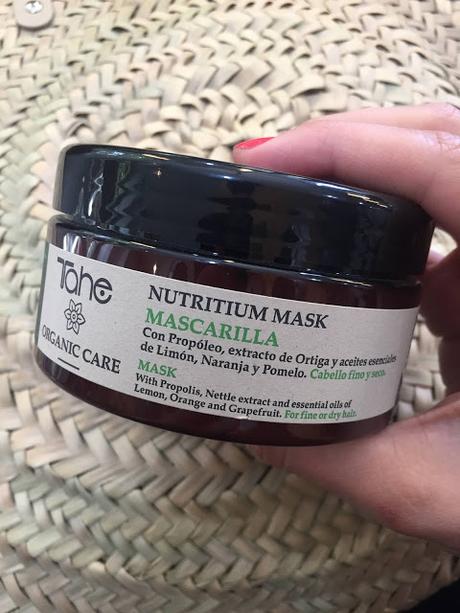 Tahe
ORGANIC CARE
NUTRITIUM MASK
MASCARILLA
Con Propóleo, extracto de Ortiga y aceites esenciales
de Limón, Naranja y Pomelo. Cabello fino y seco.
MASK
With Propolis, Nettle extract and essential oils of
Lemon, Orange and Grapefruit. For fine or dry hair.